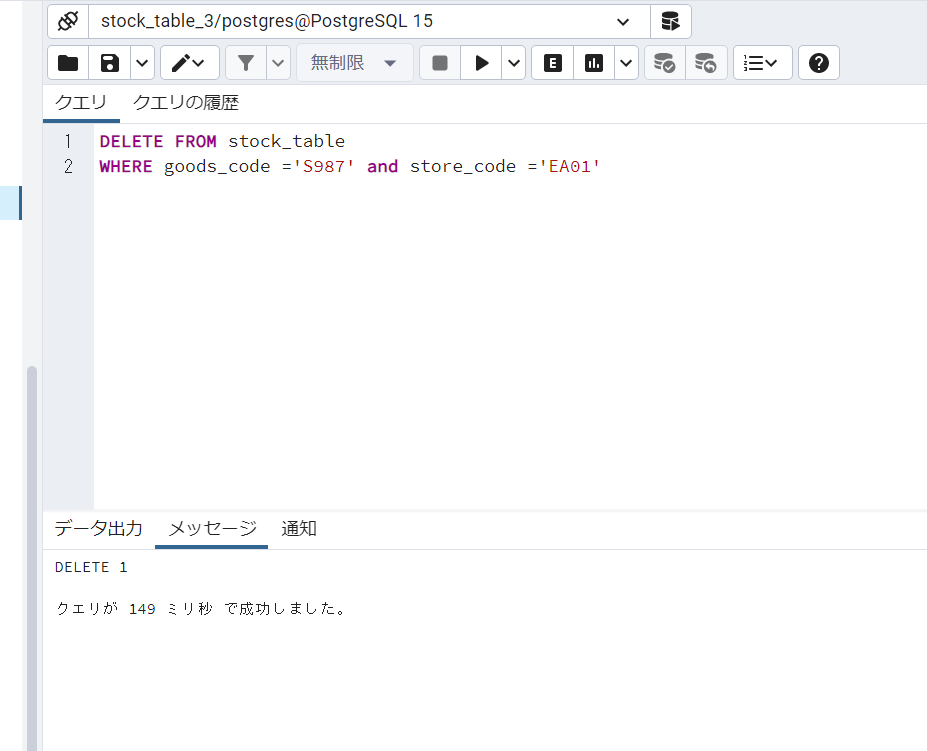 stock_table_3/postgres@PostgreSQL 15
無制限
E
クエリ クエリの履歴
1 DELETE FROM stock_table
2 WHERE goods_code ='S987' and store_code ='EA01'
データ出力 メッセージ 通知
DELETE 1
クエリが 149 ミリ秒 で成功しました。